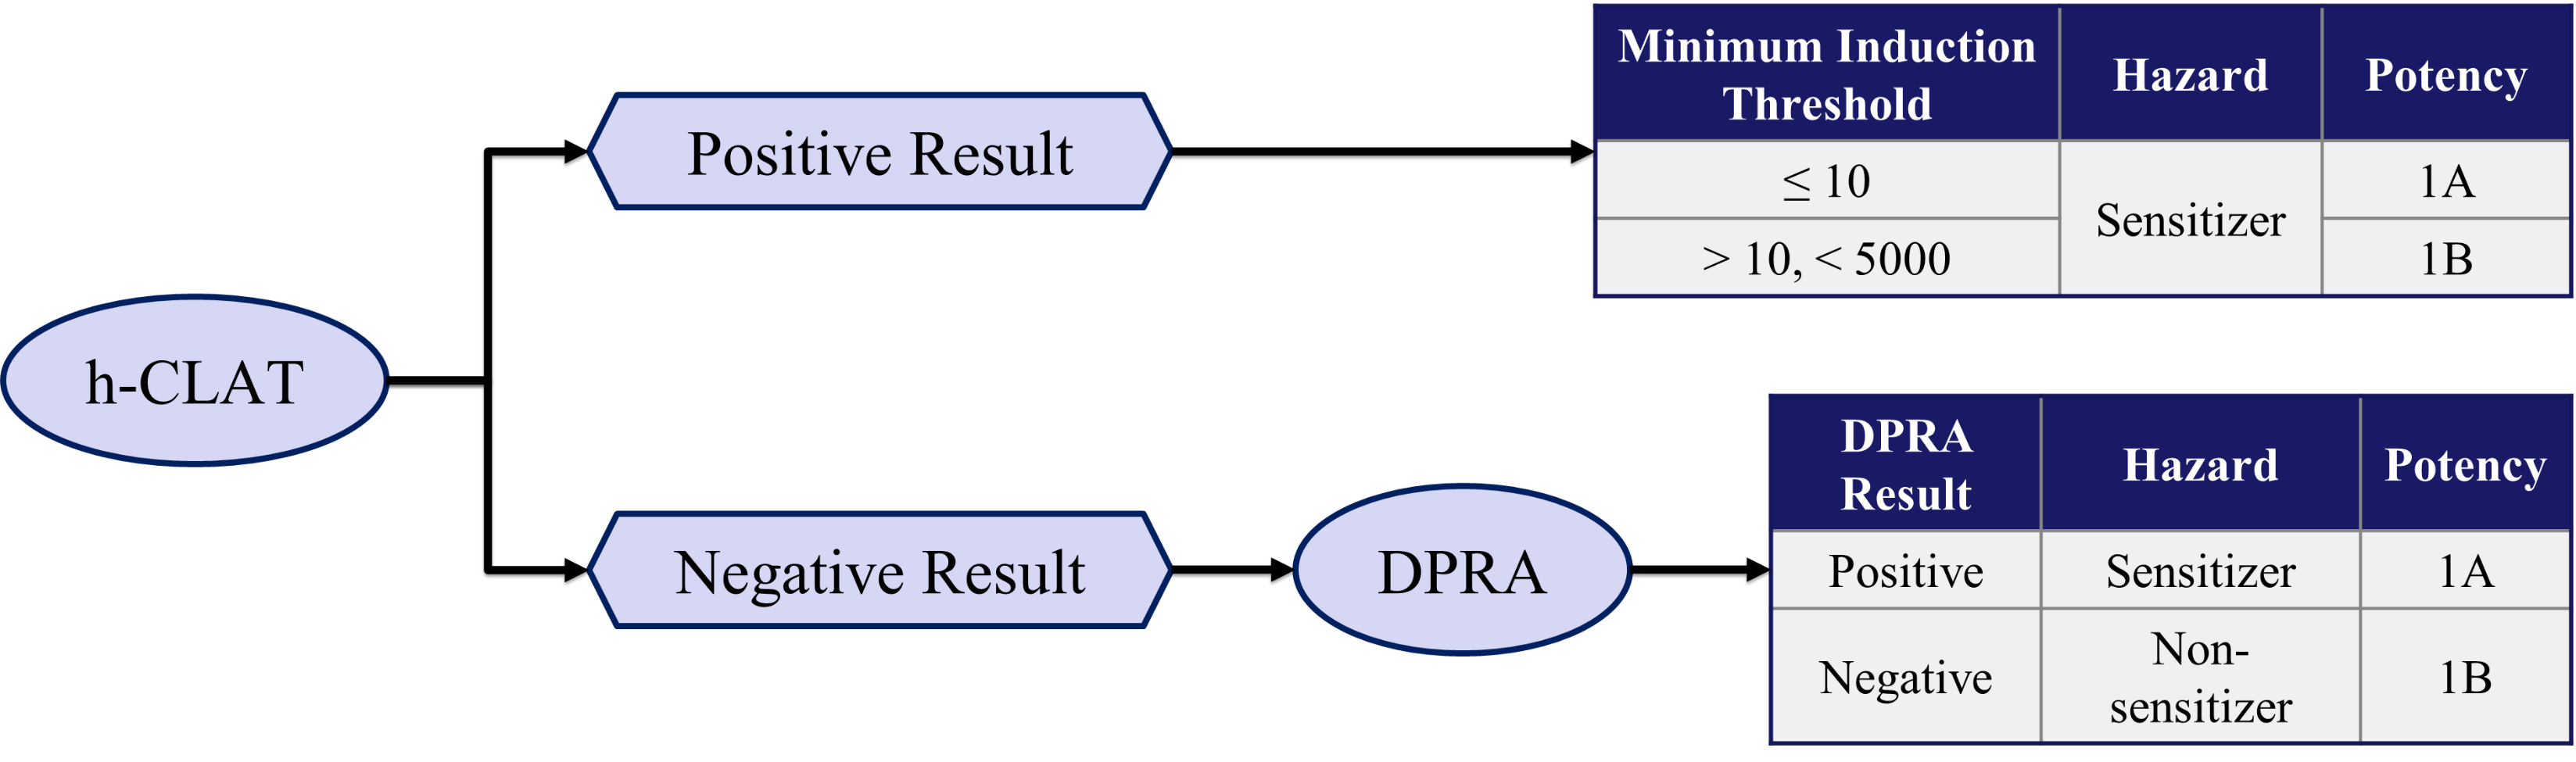 Minimum Induction
Threshold
Hazard
Potency
≤ 10
Sensitizer
1A
> 10, < 5000
1B
Positive Result
h-CLAT
Negative Result
DPRA
DPRA
Result
Hazard
Potency
Positive
Sensitizer
1A
Negative
Non-
sensitizer
1B